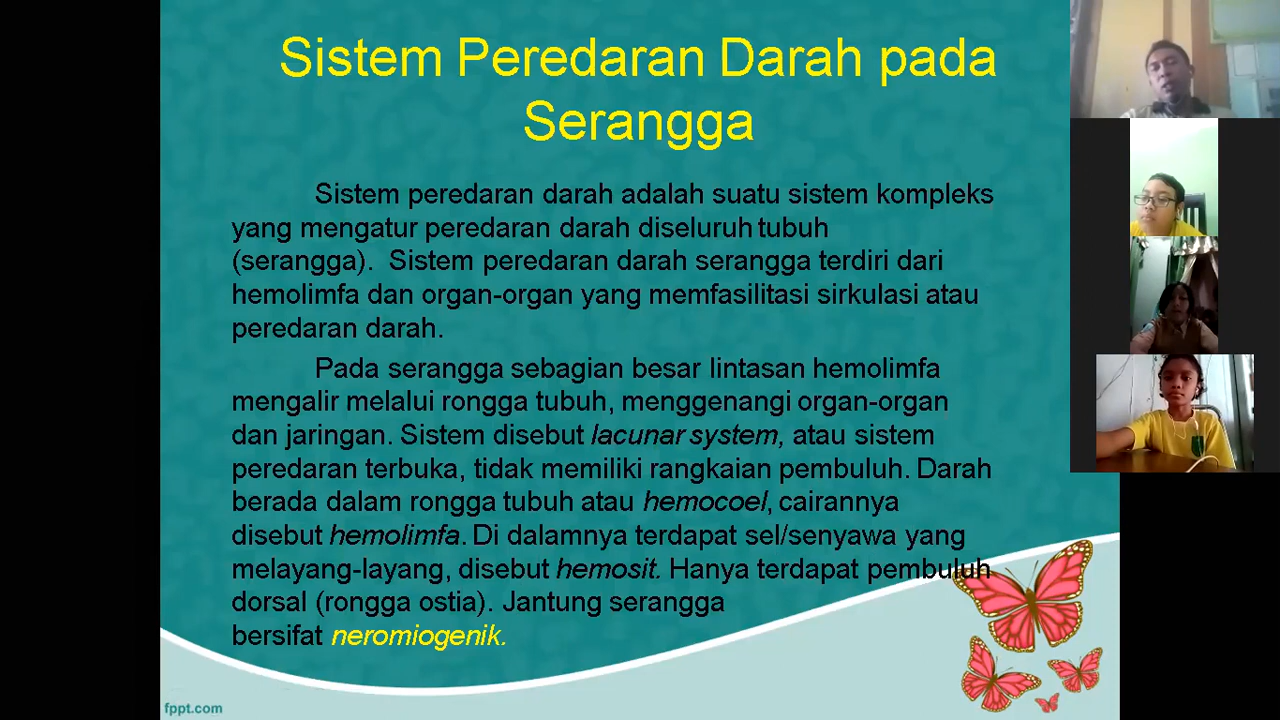 Sistem Peredaran Darah pada
Serangga
Sistem peredaran darah adalah suatu sistem kompleks
yang mengatur peredaran darah diseluruh tubuh
(serangga). Sistem peredaran darah serangga terdiri dari
hemolimfa dan organ-organ yang memfasilitasi sirkulasi atau
peredaran darah.
Pada serangga sebagian besar lintasan hemolimfa
mengalir melalui rongga tubuh, menggenangi organ-organ
dan jaringan. Sistem disebut lacunar system, atau sistem
peredaran terbuka, tidak memiliki rangkaian pembuluh. Darah
berada dalam rongga tubuh atau hemocoel, cairannya
disebut hemolimfa. Di dalamnya terdapat sel/senyawa yang
melayang-layang, disebut hemosit. Hanya terdapat pembuluh
dorsal (rongga ostia). Jantung serangga
bersifat neromiogenik.
fppt.com